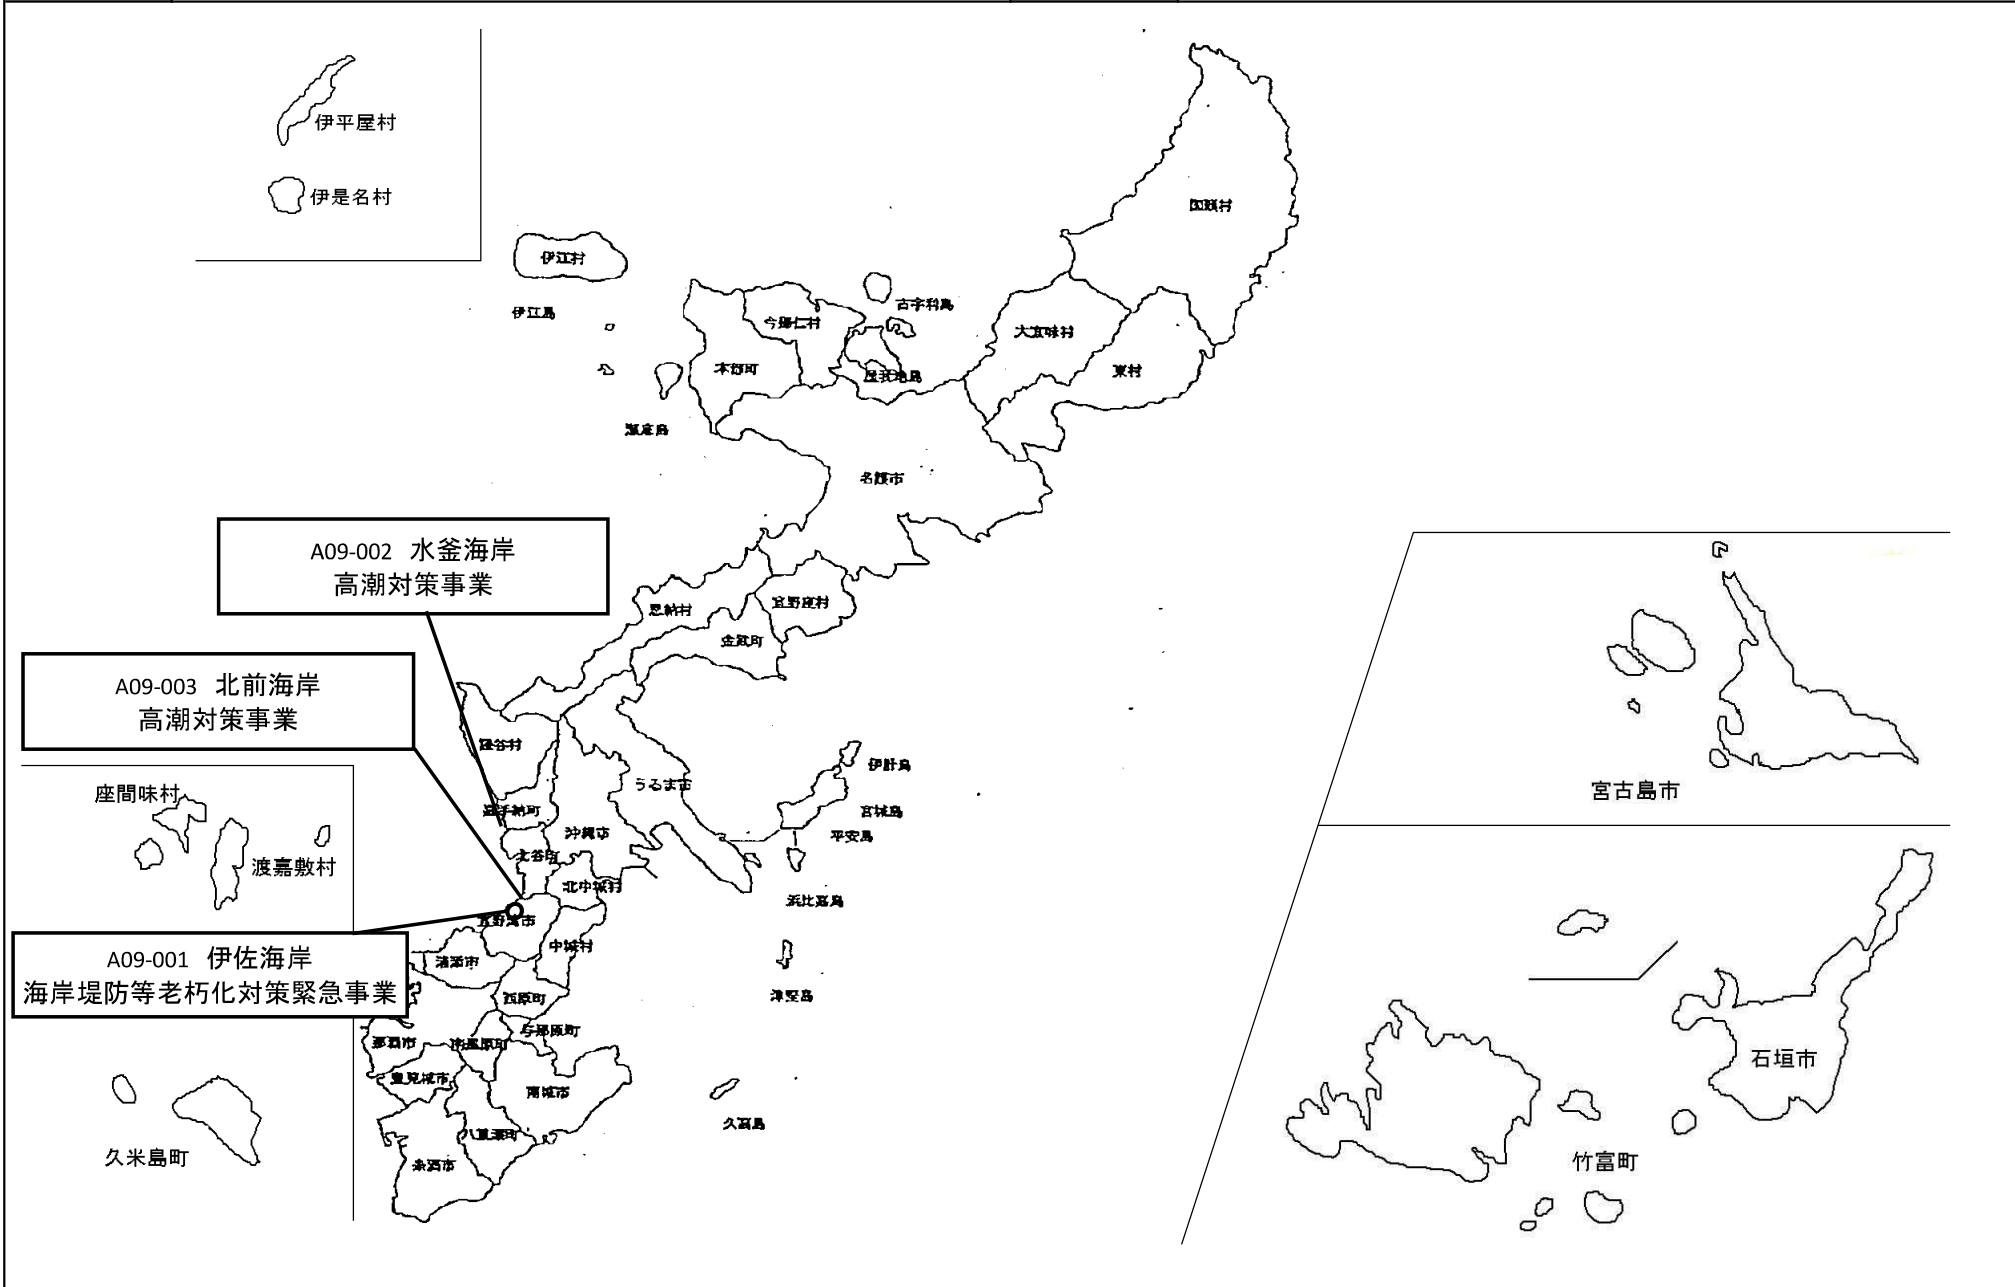 伊平屋村
伊是名村
国頭村
伊江村
伊江島
古宇利島
今帰仁村
大宜味村
本部町
屋我地島
東村
瀬底島
名護市
A09-002 水釜海岸
高潮対策事業
恩納村
宜野座村
金武町
A09-003 北前海岸
高潮対策事業
読谷村
伊計島
うるま市
宮城島
平安島
嘉手納町
沖縄市
北谷町
北中城村
浜比嘉島
座間味村
渡嘉敷村
宜野湾市
中城村
A09-001 伊佐海岸
海岸堤防等老朽化対策緊急事業
浦添市
西原町
津堅島
与那原町
那覇市
南風原町
豊見城市
南城市
久高島
八重瀬町
糸満市
久米島町
宮古島市
石垣市
竹富町